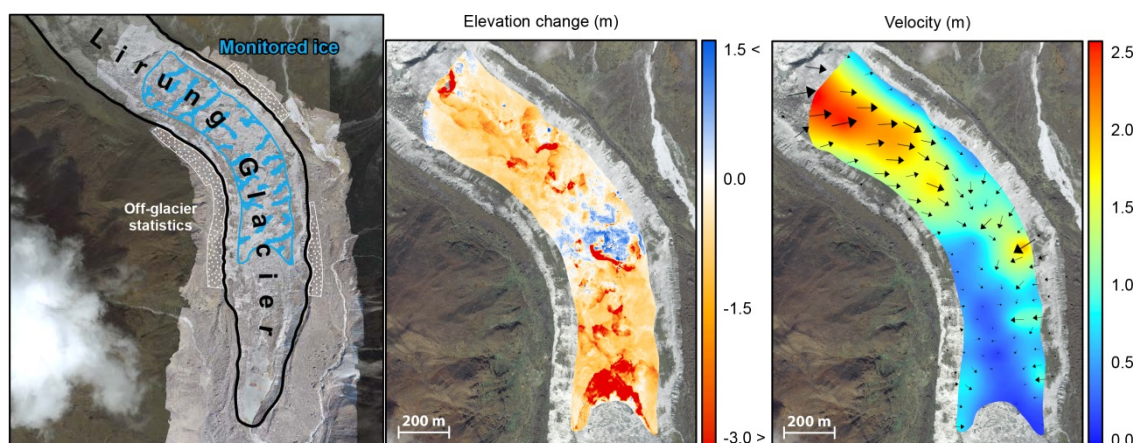 Lirung Glacier
Monitored ice
Off-glacier
statistics
Elevation change (m)
1.5 <
0.0
-1.5
-3.0 >
200 m
Velocity (m)
2.5
2.0
1.5
1.0
0.5
0.0
200 m